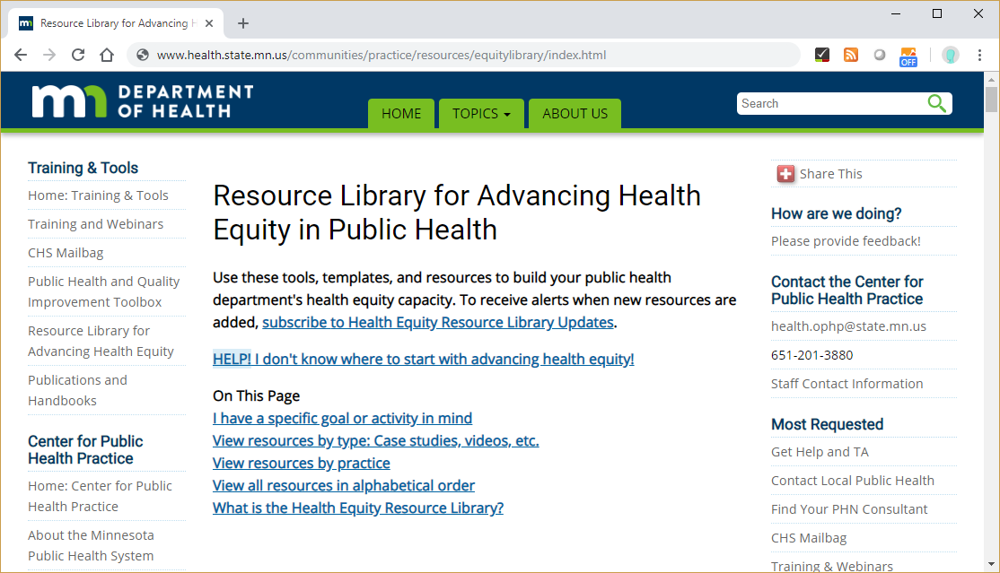 Resource Library for Advancing H
www.health.state.mn.us/communities/practice/resources/equitylibrary/index.html
OFF
mn DEPARTMENT
OF HEALTH
HOME
TOPICS
ABOUT US
Search
Training & Tools
Home: Training & Tools
Training and Webinars
CHS Mailbag
Public Health and Quality
Improvement Toolbox
Resource Library for
Advancing Health Equity
Publications and
Handbooks
Center for Public
Health Practice
Home: Center for Public
Health Practice
About the Minnesota
Public Health System
Resource Library for Advancing Health
Equity in Public Health
Use these tools, templates, and resources to build your public health
department's health equity capacity. To receive alerts when new resources are
added, subscribe to Health Equity Resource Library Updates.
HELP! I don't know where to start with advancing health equity!
On This Page
I have a specific goal or activity in mind
View resources by type: Case studies, videos, etc.
View resources by practice
View all resources in alphabetical order
What is the Health Equity Resource Library?
Share This
How are we doing?
Please provide feedback!
Contact the Center for
Public Health Practice
health.ophp@state.mn.us
651-201-3880
Staff Contact Information
Most Requested
Get Help and TA
Contact Local Public Health
Find Your PHN Consultant
CHS Mailbag
Training & Webinars